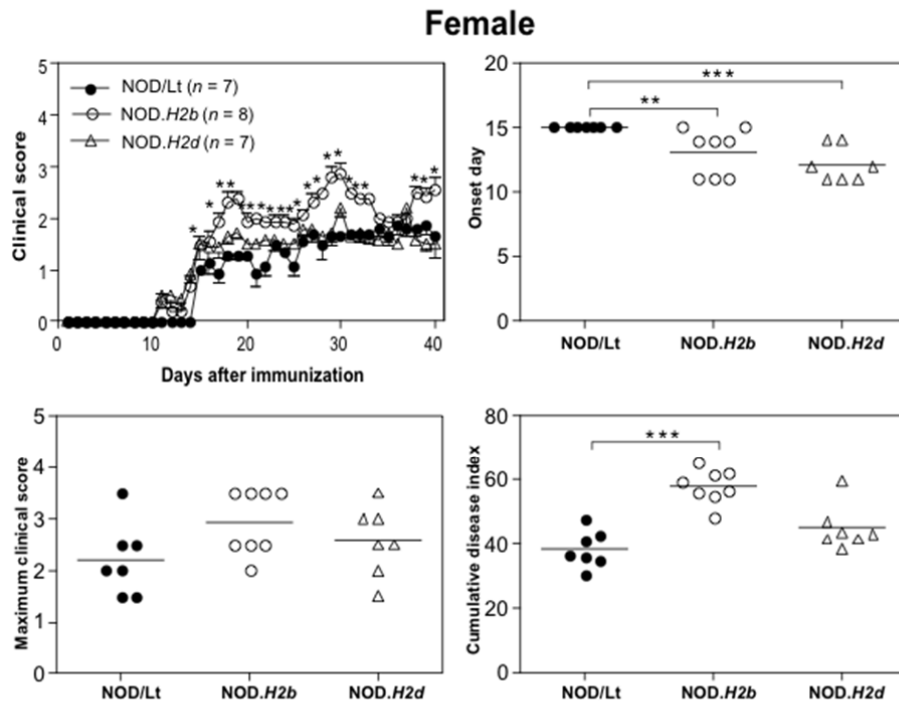 Female
5
4
3
2
1
0
Clinical score
NOD/Lt (n = 7)
NOD.H2b (n = 8)
NOD.H2d (n = 7)
0 10 20 30 40
Days after immunization
20
15
10
5
0
Onset day
***
**
NOD/Lt NOD.H2b NOD.H2d
5
4
3
2
1
0
Maximum clinical score
NOD/Lt NOD.H2b NOD.H2d
80
60
40
20
0
Cumulative disease index
***
NOD/Lt NOD.H2b NOD.H2d